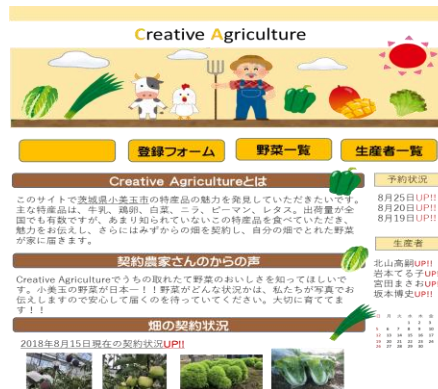 Creative Agriculture
登録フォーム
野菜一覧
生産者一覧
Creative Agricultureとは
このサイトで茨城県小美玉市の特産品の魅力を発見していただきたいです。
主な特産品は、牛乳、鶏卵、白菜、ニラ、ピーマン、レタス。出荷量が全
国でも有数ですが、あまり知られていないこの特産品を食べていただき、
魅力をお伝えし、さらにはみずからの畑を契約し、自分の畑でとれた野菜
が家に届きます。
契約農家さんのからの声
Creative Agricultureでうちの取れたて野菜のおいしさを知ってほしいで
す。小美玉の野菜が日本一！！野菜がどんな状況かは、私たちが写真でお
伝えしますので安心して届くのを待っていてください。大切に育ててま
す！！
畑の契約状況
2018年8月15日現在の契約状況UP!!
予約状況
8月25日UP!!
8月20日UP!!
8月19日UP!!
生産者
北山高嗣UP!!
岩本てる子UP!!
宮田まさおUP!!
坂本博史UP!!